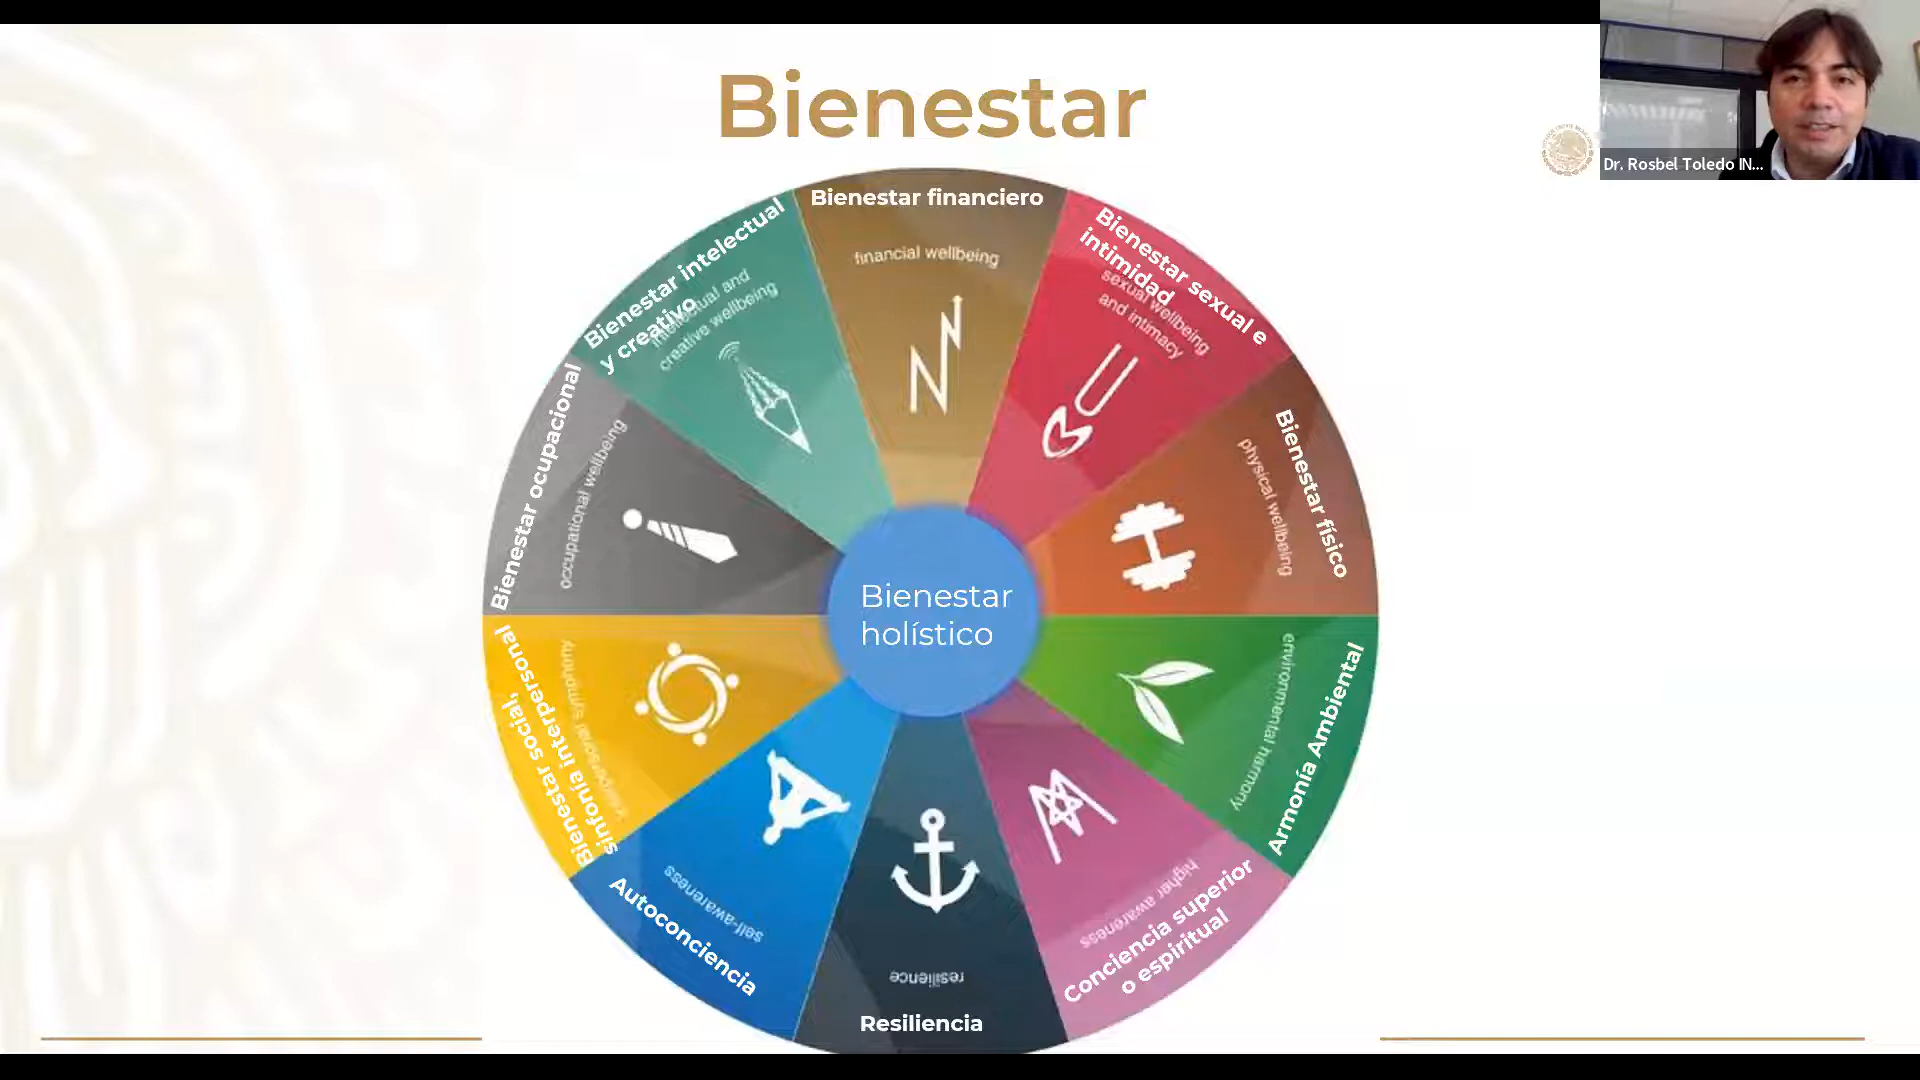 Bienestar
Dr. Rosbel Toledo IN...
Bienestar financiero
financial wellbeing
Bienestar sexual e
intimidad
sexual wellbeing
and intimacy
Bienestar físico
physical wellbeing
Armonía Ambiental
environmental harmony
Conciencia superior
o espiritual
higher awareness
Resiliencia
resilience
Autoconciencia
self-awareness
Bienestar social,
sinfonía interpersonal
interpersonal symphony
Bienestar ocupacional
occupational wellbeing
Bienestar intelectual
y creativo
intellectual and
creative wellbeing
Bienestar
holístico